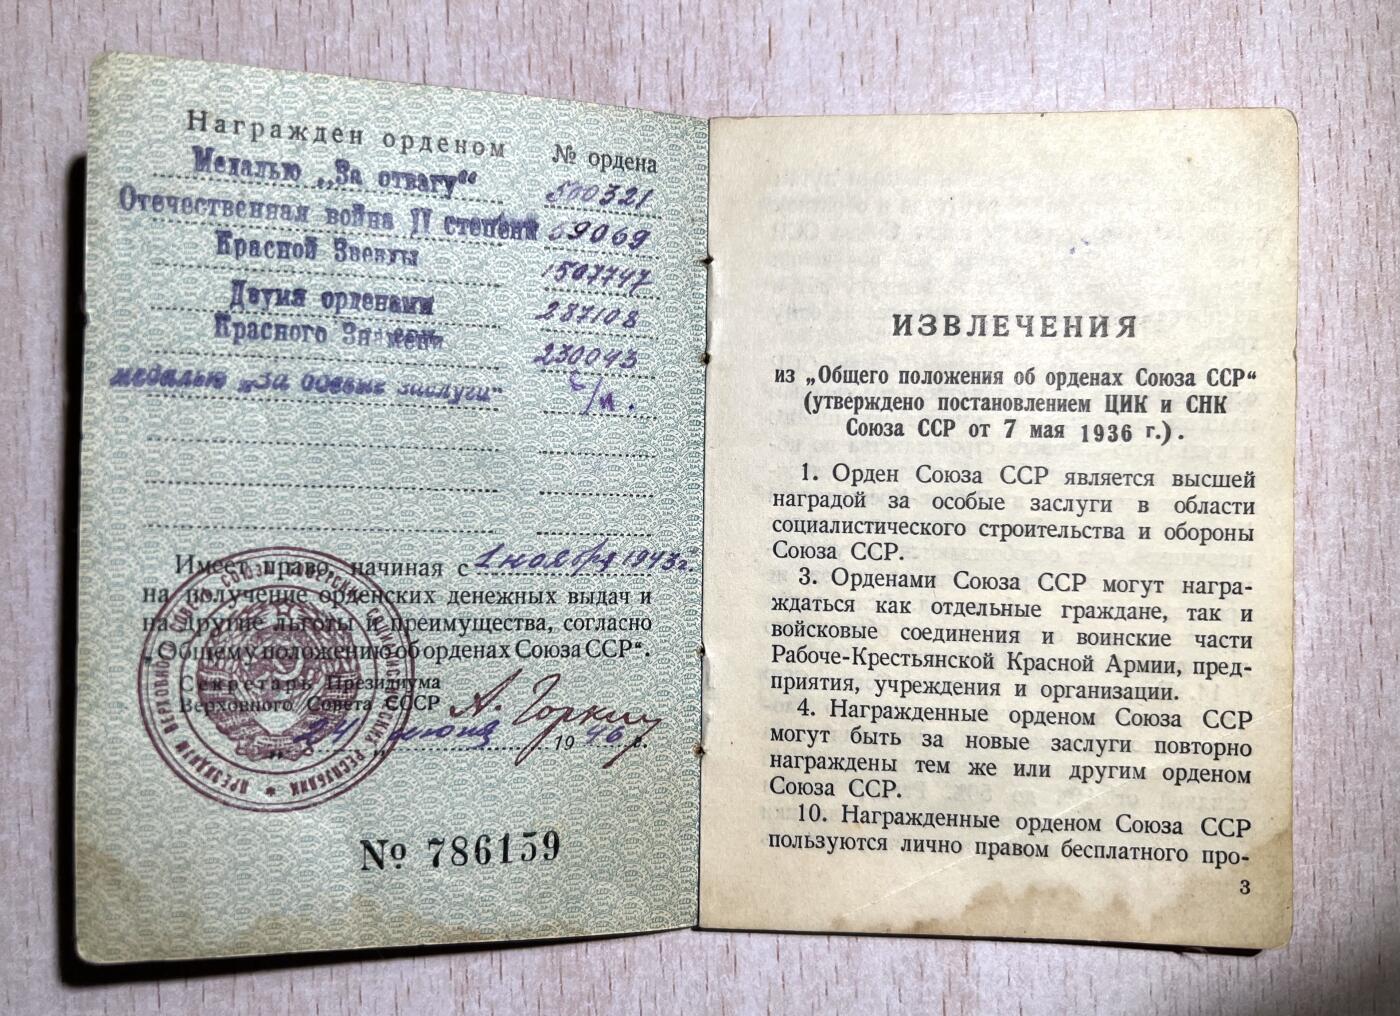 Награжден орденом № ордена
Медалью „За отвагу“ 500321
Отечественная война II степени 69069
Красной Звезды 1507747
Двумя орденами 287108
Красного Знамени 230043
медалью „За боевые заслуги“ б/н.
Имеет право, начиная с 1 ноября 1943 г.
на получение орденских денежных выдач и
на другие льготы и преимущества, согласно
„Общему положению об орденах Союза ССР“.
Секретарь Президиума
Верховного Совета СССР А. Горкин
24 июня 1946 г.
№ 786159
ИЗВЛЕЧЕНИЯ
из „Общего положения об орденах Союза ССР“
(утверждено постановлением ЦИК и СНК
Союза ССР от 7 мая 1936 г.).
1. Орден Союза ССР является высшей
наградой за особые заслуги в области
социалистического строительства и обороны
Союза ССР.
3. Орденами Союза ССР могут награ-
ждаться как отдельные граждане, так и
войсковые соединения и воинские части
Рабоче-Крестьянской Красной Армии, пред-
приятия, учреждения и организации.
4. Награжденные орденом Союза ССР
могут быть за новые заслуги повторно
награждены тем же или другим орденом
Союза ССР.
10. Награжденные орденом Союза ССР
пользуются лично правом бесплатного про-
3